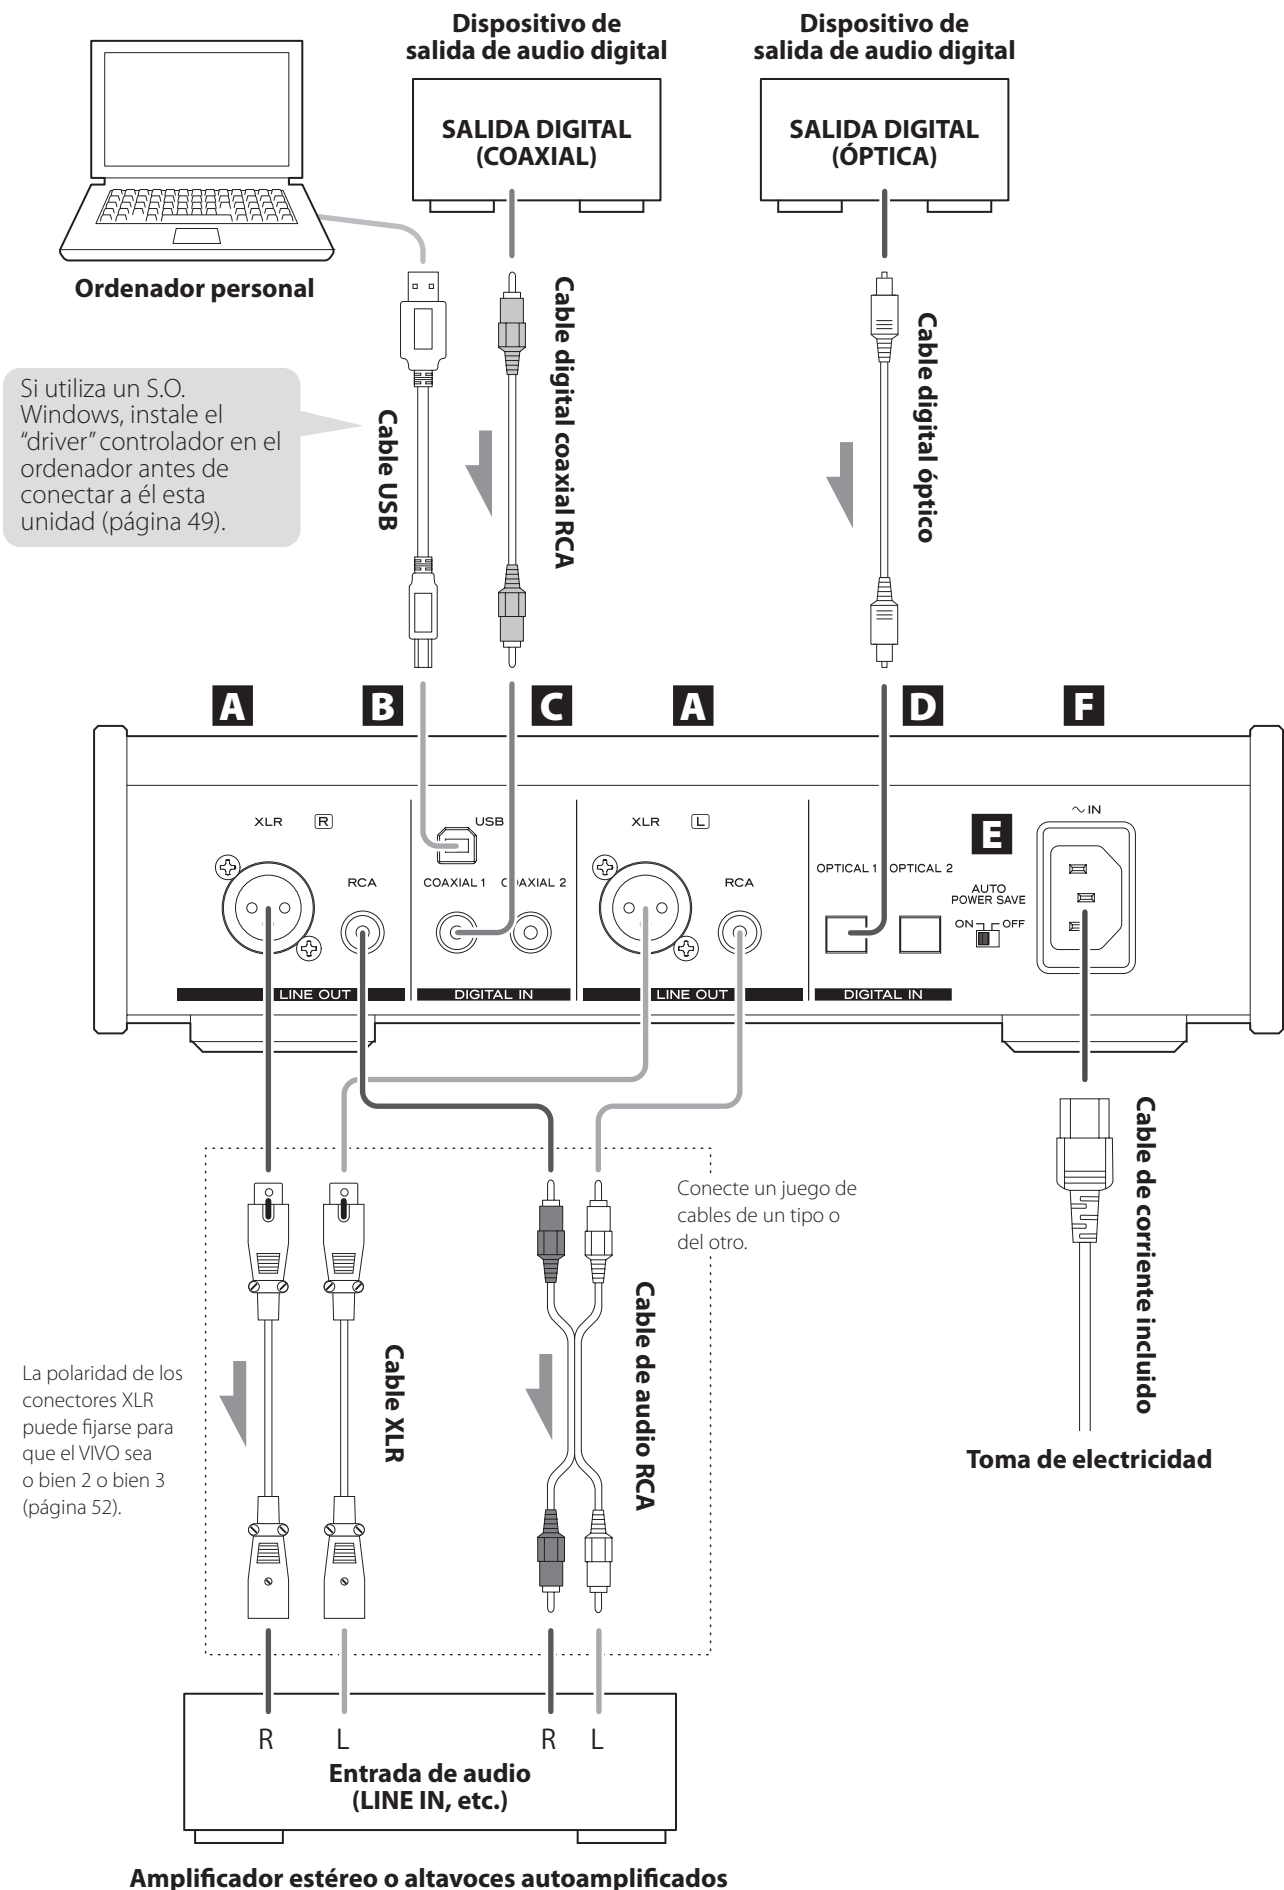 Dispositivo de
salida de audio digital
Dispositivo de
salida de audio digital
SALIDA DIGITAL
(COAXIAL)
SALIDA DIGITAL
(ÓPTICA)
Ordenador personal
Si utiliza un S.O.
Windows, instale el
“driver” controlador en el
ordenador antes de
conectar a él esta
unidad (página 49).
Cable USB
Cable digital coaxial RCA
Cable digital óptico
A
B
C
A
D
F
XLR
R
USB
XLR
L
E
~ IN
RCA
COAXIAL 1
COAXIAL 2
RCA
OPTICAL 1
OPTICAL 2
AUTO
POWER SAVE
ON
OFF
LINE OUT
DIGITAL IN
LINE OUT
DIGITAL IN
Conecte un juego de
cables de un tipo o
del otro.
La polaridad de los
conectores XLR
puede fijarse para
que el VIVO sea
o bien 2 o bien 3
(página 52).
Cable XLR
Cable de audio RCA
Cable de corriente incluido
Toma de electricidad
R
L
R
L
Entrada de audio
(LINE IN, etc.)
Amplificador estéreo o altavoces autoamplificados